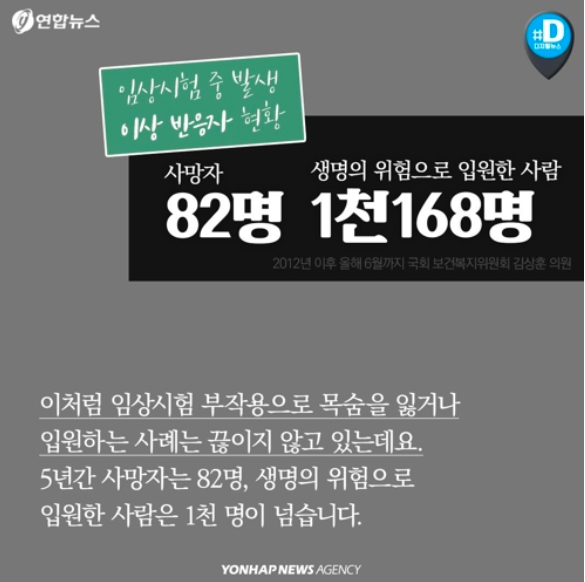 연합뉴스
#D
디지털뉴스
임상시험 중 발생
이상 반응자 현황
사망자 생명의 위험으로 입원한 사람
82명 1천168명
2012년 이후 올해 6월까지 국회 보건복지위원회 김상훈 의원
이처럼 임상시험 부작용으로 목숨을 잃거나
입원하는 사례는 끊이지 않고 있는데요.
5년간 사망자는 82명, 생명의 위험으로
입원한 사람은 1천 명이 넘습니다.
YONHAP NEWS AGENCY